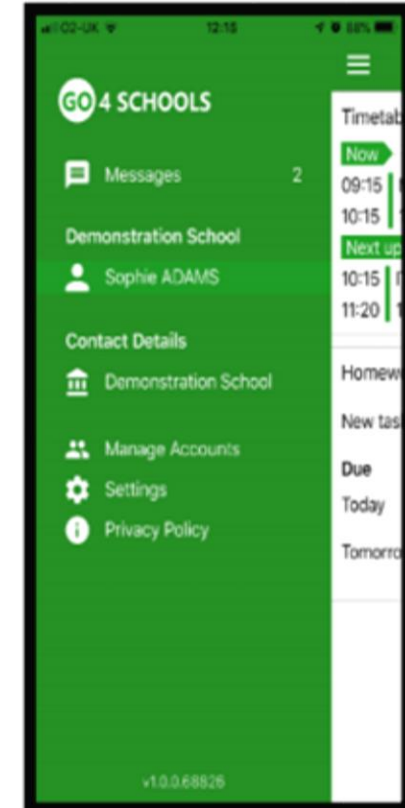 O2-UK 12:15 88%
GO 4 SCHOOLS
Messages 2
Demonstration School
Sophie ADAMS
Contact Details
Demonstration School
Manage Accounts
Settings
Privacy Policy
v1.0.0.68826
Timetab
Now
09:15
10:15
Next up
10:15
11:20
Homew
New tas
Due
Today
Tomorro